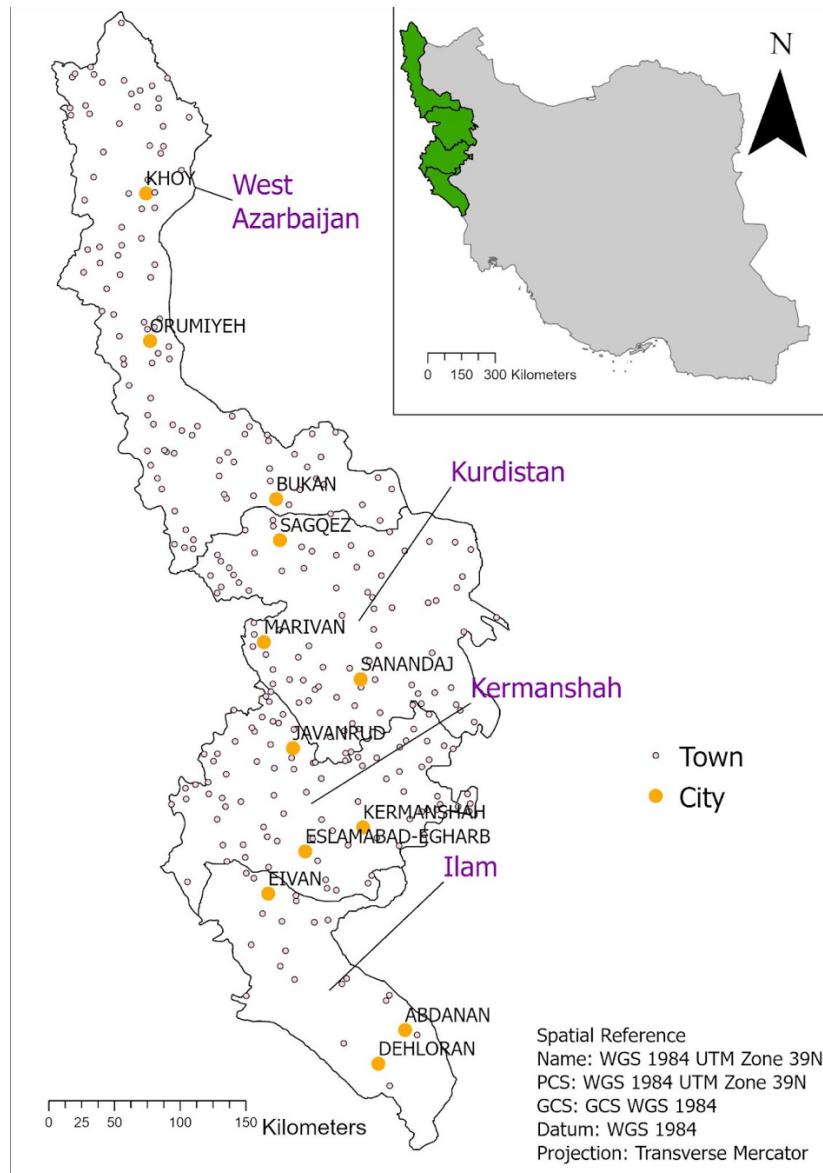 N
0 150 300 Kilometers
KHOY
West
Azarbaijan
ORUMIYEH
Kurdistan
BUKAN
SAGQEZ
MARIVAN
SANANDAJ
Kermanshah
JAVANRUD
Town
City
KERMANSHAH
ESLAMABAD-EGHARB
Ilam
EIVAN
ABDANAN
DEHLORAN
Spatial Reference
Name: WGS 1984 UTM Zone 39N
PCS: WGS 1984 UTM Zone 39N
GCS: GCS WGS 1984
Datum: WGS 1984
Projection: Transverse Mercator
0 25 50 100 150
Kilometers